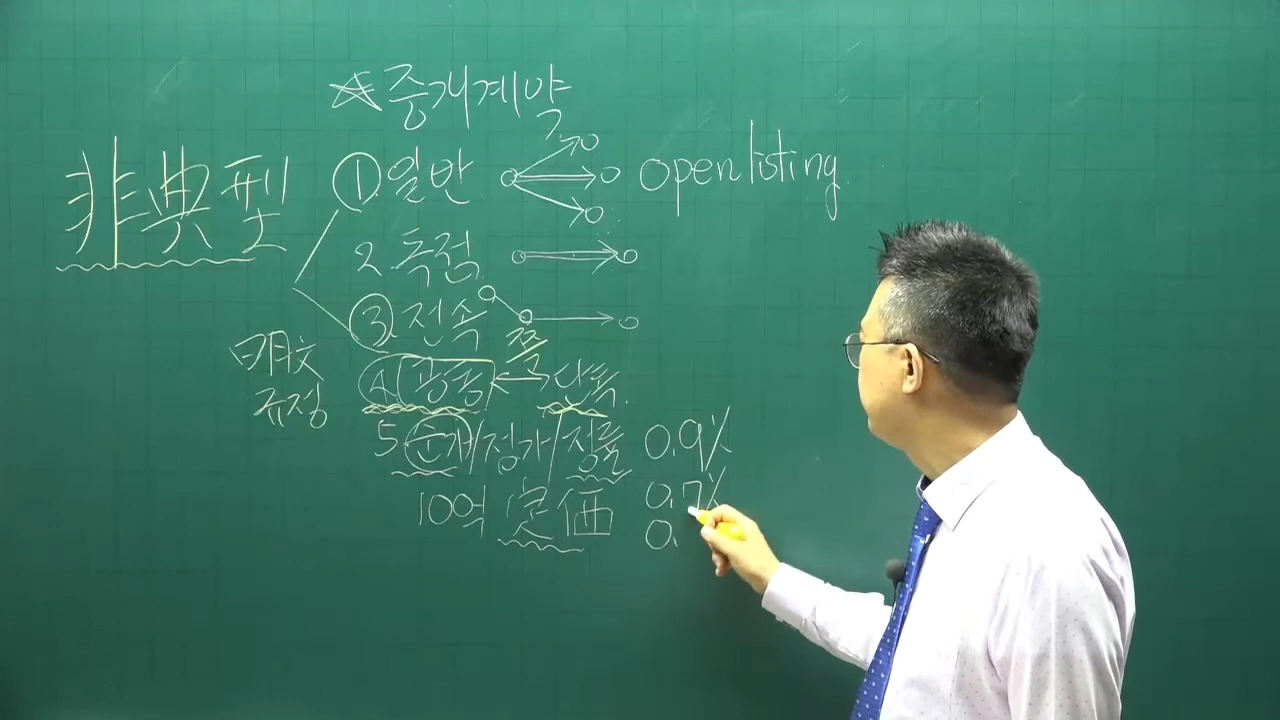 ☆중개계약
非典型
①일반 open listing
2. 독점
③전속
明文
규정
④공동 단독
5 순가/정가/정률 0.9%
10억 定価 0.7%
0.